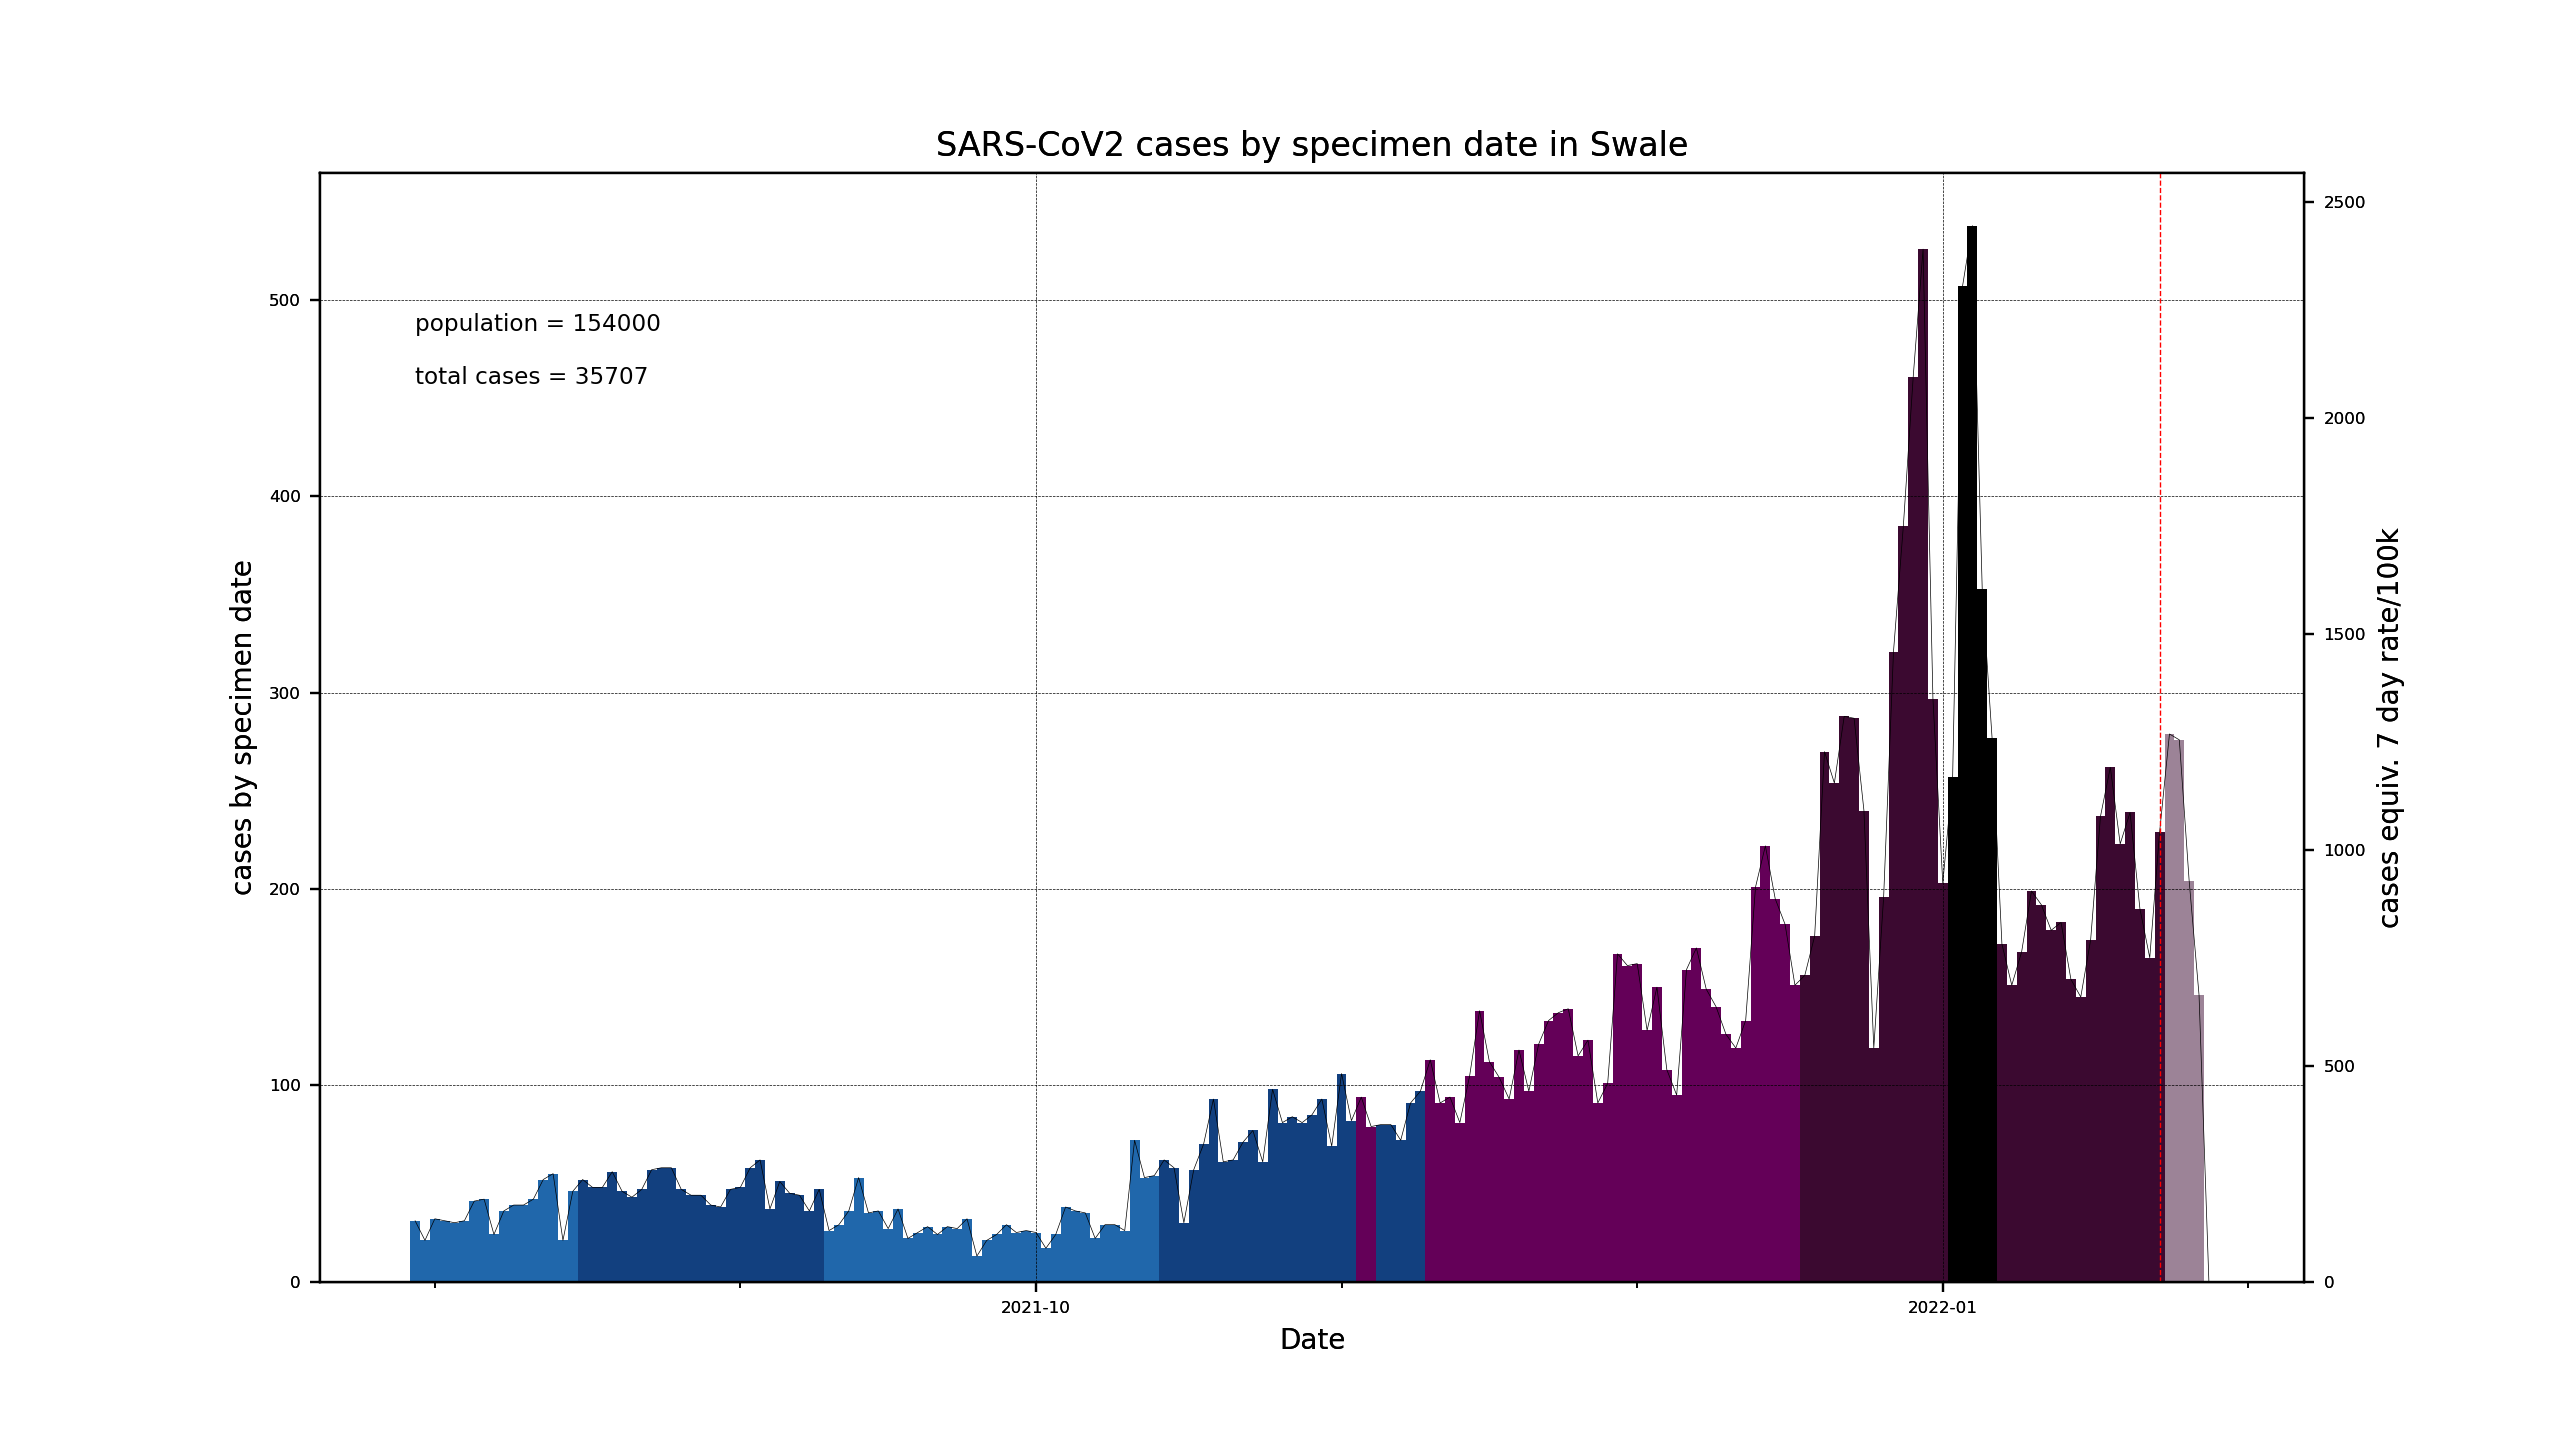 SARS-CoV2 cases by specimen date in Swale
population = 154000
total cases = 35707
cases by specimen date
500
400
300
200
100
0
2500
2000
1500
1000
500
0
cases equiv. 7 day rate/100k
2021-10
2022-01
Date